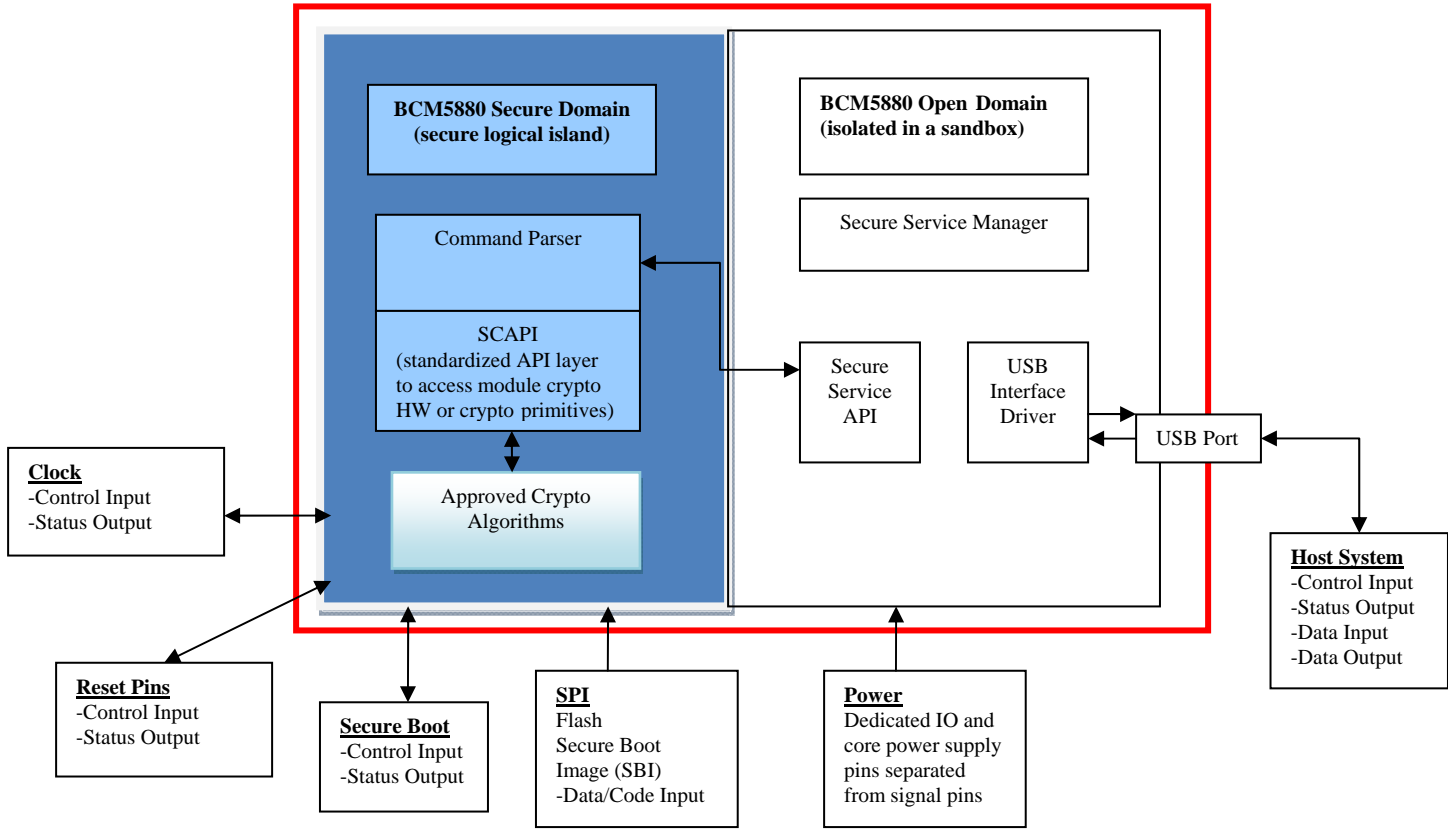 BCM5880 Secure Domain
(secure logical island)
BCM5880 Open Domain
(isolated in a sandbox)
Command Parser
Secure Service Manager
SCAPI
(standardized API layer
to access module crypto
HW or crypto primitives)
Secure
Service
API
USB
Interface
Driver
USB Port
Approved Crypto
Algorithms
Clock
-Control Input
-Status Output
Host System
-Control Input
-Status Output
-Data Input
-Data Output
Reset Pins
-Control Input
-Status Output
Secure Boot
-Control Input
-Status Output
SPI
Flash
Secure Boot
Image (SBI)
-Data/Code Input
Power
Dedicated IO and
core power supply
pins separated
from signal pins